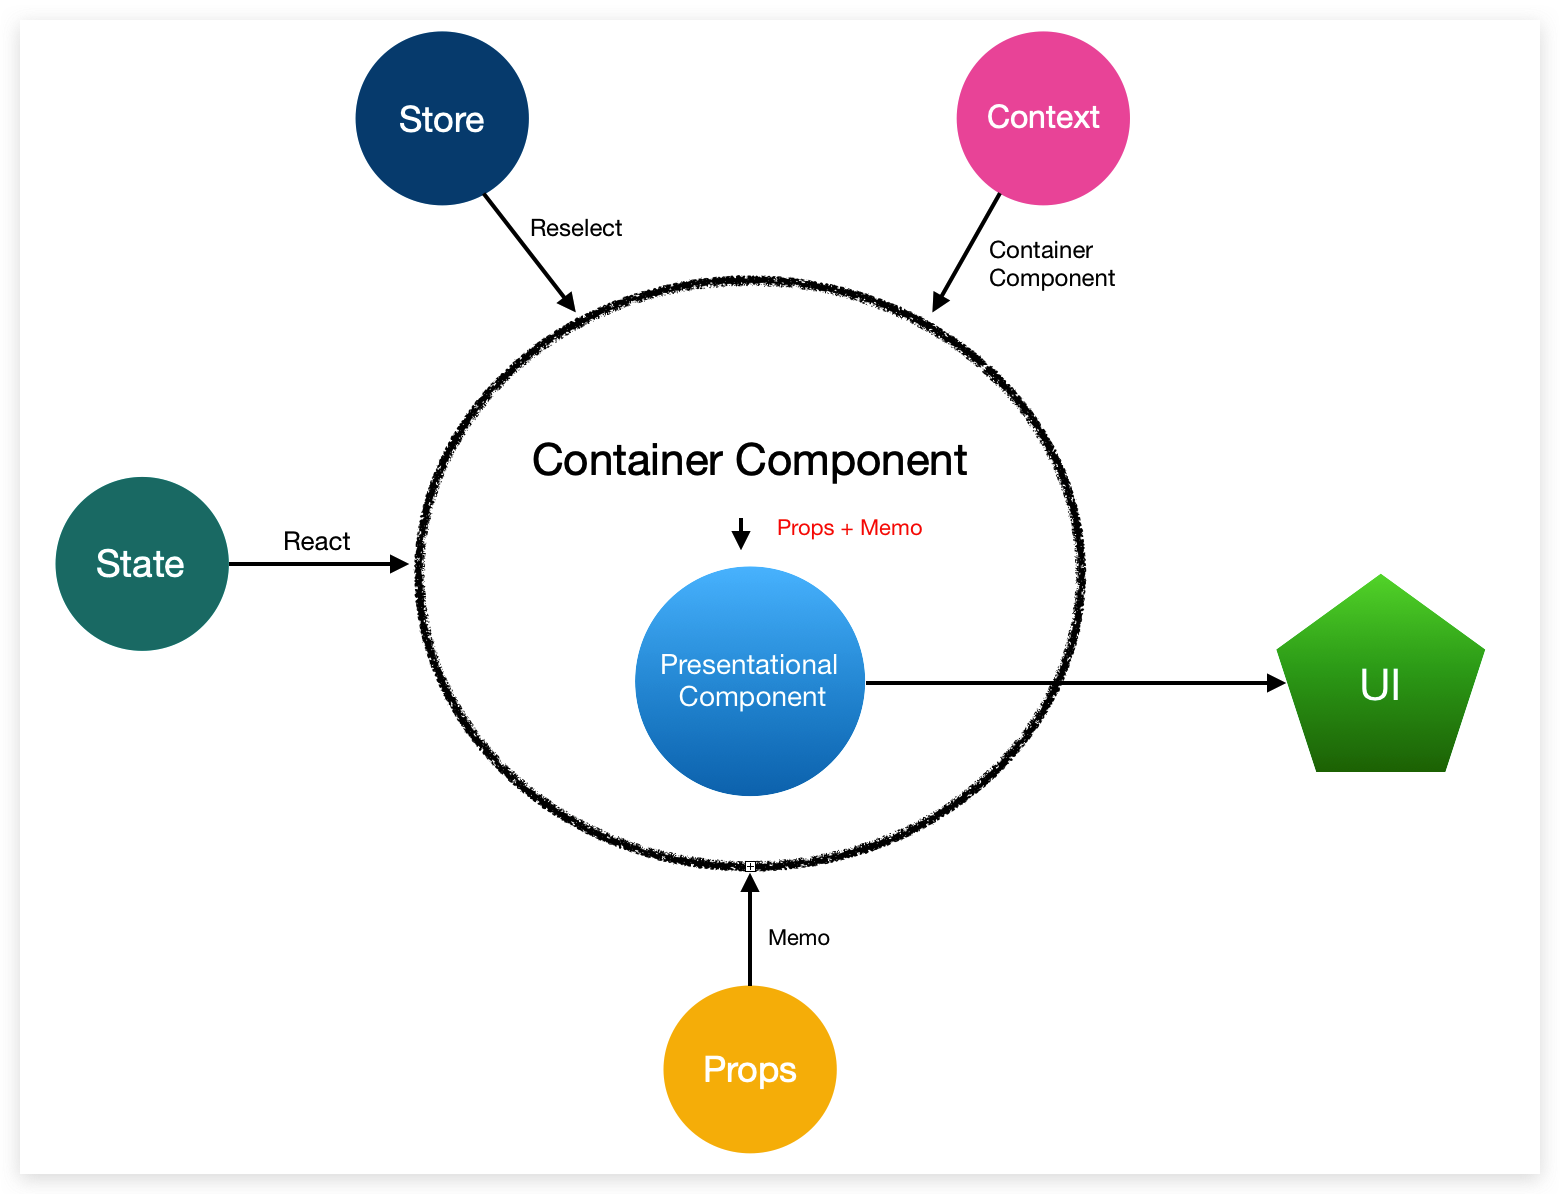 Store
Context
Reselect
Container
Component
Container Component
Props + Memo
React
State
Presentational
Component
UI
Memo
Props